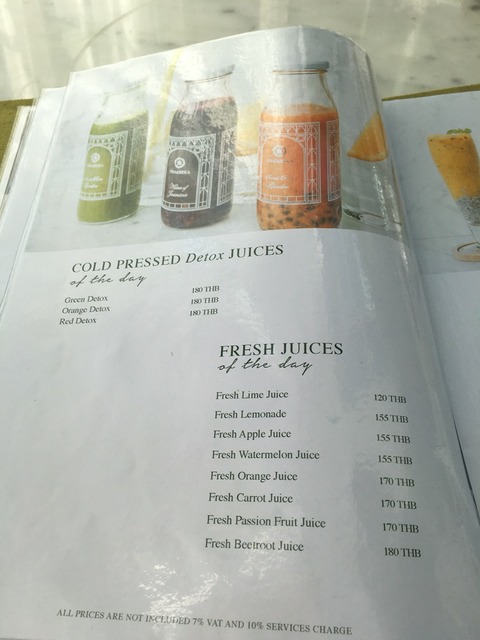 COLD PRESSED Detox JUICES
of the day
Green Detox 180 THB
Orange Detox 180 THB
Red Detox 180 THB
FRESH JUICES
of the day
Fresh Lime Juice 120 THB
Fresh Lemonade 155 THB
Fresh Apple Juice 155 THB
Fresh Watermelon Juice 155 THB
Fresh Orange Juice 170 THB
Fresh Carrot Juice 170 THB
Fresh Passion Fruit Juice 170 THB
Fresh Beetroot Juice 180 THB
ALL PRICES ARE NOT INCLUDED 7% VAT AND 10% SERVICES CHARGE